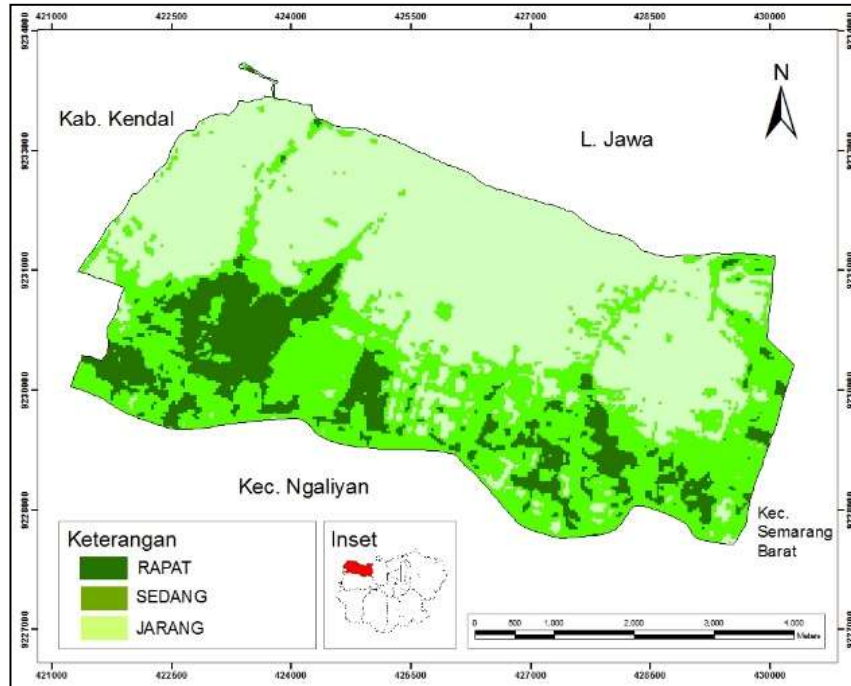 421000 422500 424000 425500 427000 428500 430000
N
Kab. Kendal
L. Jawa
Kec. Ngaliyan
Kec.
Semarang
Barat
Keterangan
RAPAT
SEDANG
JARANG
Inset
0 500 1,000 2,000 3,000 4,000
Meters
421000 422500 424000 425500 427000 428500 430000